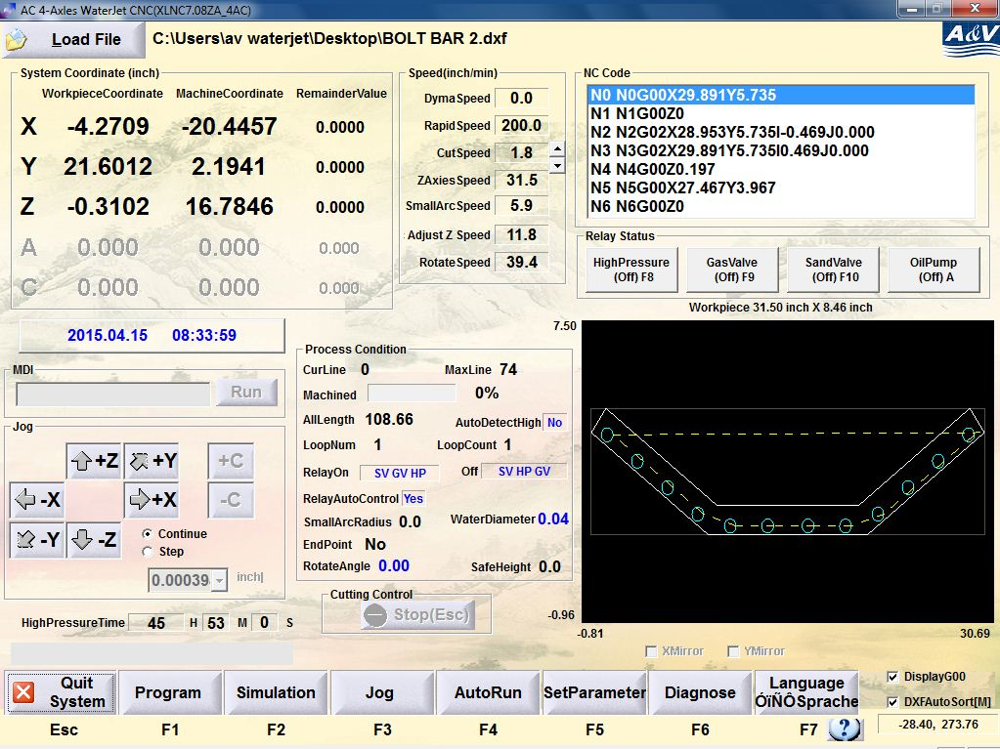 AC 4-Axles WaterJet CNC(XLNC7.08ZA_4AC)
Load File
C:\Users\av waterjet\Desktop\BOLT BAR 2.dxf
A&V
System Coordinate (inch)
WorkpieceCoordinate MachineCoordinate RemainderValue
X -4.2709 -20.4457 0.0000
Y 21.6012 2.1941 0.0000
Z -0.3102 16.7846 0.0000
A 0.000 0.000 0.000
C 0.000 0.000 0.000
Speed(inch/min)
DymaSpeed 0.0
RapidSpeed 200.0
CutSpeed 1.8
ZAxiesSpeed 31.5
SmallArcSpeed 5.9
Adjust Z Speed 11.8
RotateSpeed 39.4
NC Code
N0 N0G00X29.891Y5.735
N1 N1G00Z0
N2 N2G02X28.953Y5.735I-0.469J0.000
N3 N3G02X29.891Y5.735I0.469J0.000
N4 N4G00Z0.197
N5 N5G00X27.467Y3.967
N6 N6G00Z0
Relay Status
HighPressure (Off) F8
GasValve (Off) F9
SandValve (Off) F10
OilPump (Off) A
Workpiece 31.50 inch X 8.46 inch
2015.04.15 08:33:59
MDI
Run
Jog
+Z +Y +C
-X +X -C
-Y -Z
Continue
Step
0.00039 inch]
HighPressureTime 45 H 53 M 0 S
Process Condition
CurLine 0 MaxLine 74
Machined 0%
AllLength 108.66 AutoDetectHigh No
LoopNum 1 LoopCount 1
RelayOn SV GV HP Off SV HP GV
RelayAutoControl Yes
SmallArcRadius 0.0 WaterDiameter 0.04
EndPoint No
RotateAngle 0.00 SafeHeight 0.0
Cutting Control
Stop(Esc)
7.50
-0.96
-0.81 30.69
XMirror YMirror
Quit System
Program
Simulation
Jog
AutoRun
SetParameter
Diagnose
Language ÓïÑÔSprache
DisplayG00
DXFAutoSort[M]
Esc F1 F2 F3 F4 F5 F6 F7 ?
-28.40, 273.76